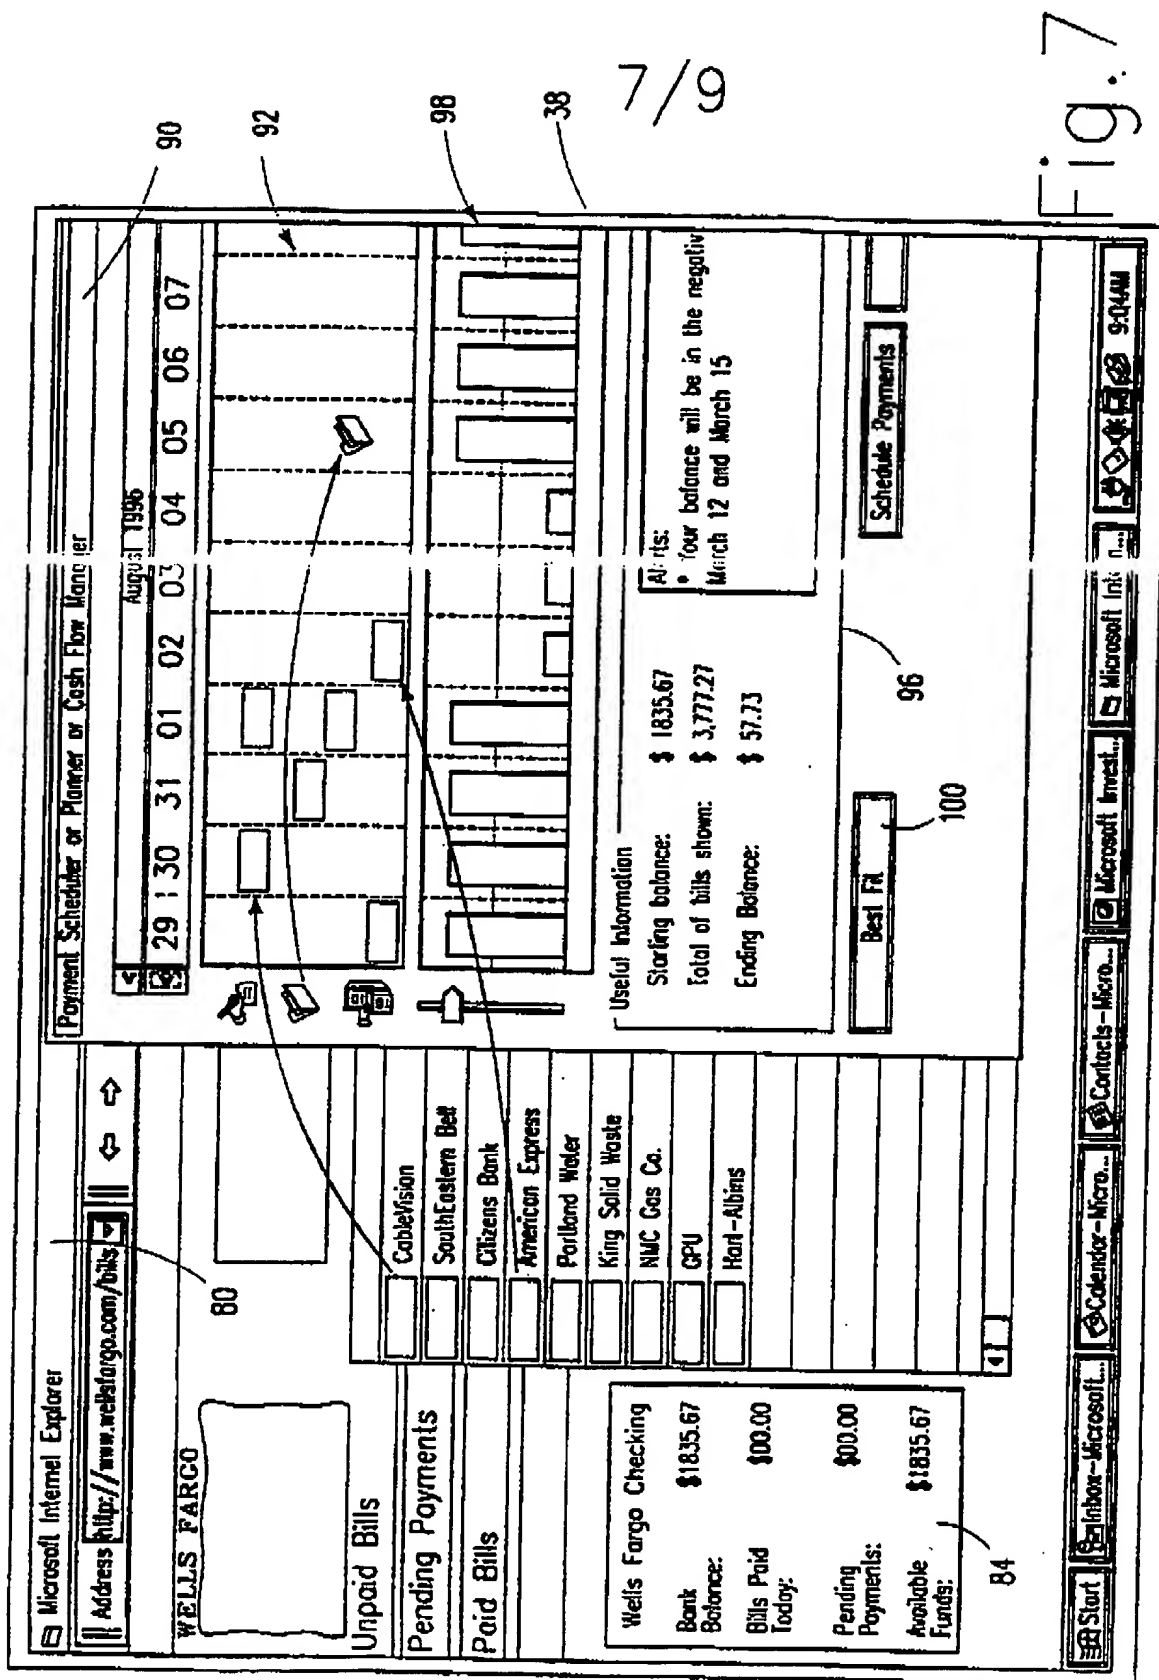 7/9
Microsoft Internet Explorer
Address http://www.wellsfargo.com/bills
WELLS FARGO
Unpaid Bills
Pending Payments
Paid Bills
Wells Fargo Checking
Bank Balance: $1835.67
Bills Paid Today: $00.00
Pending Payments: $00.00
Available Funds: $1835.67
84
80
CableVision
SouthEastern Bell
Citizens Bank
American Express
Portland Water
King Solid Waste
NMC Gas Co.
GPU
Harl-Albins
Payment Scheduler or Planner or Cash Flow Manager
August 1996
29 30 31 01 02 03 04 05 06 07
Useful Information
Starting balance: $ 1835.67
Total of bills shown: $ 3,777.27
Ending Balance: $ 57.73
Alerts:
• Your balance will be in the negativ
March 12 and March 15
Best Fit
Schedule Payments
100
96
90
92
98
38
Start
Inbox-Microsoft...
Calendar-Micro...
Contacts-Micro...
Microsoft Invest...
Microsoft Int n...
9:04AM
Fig.7